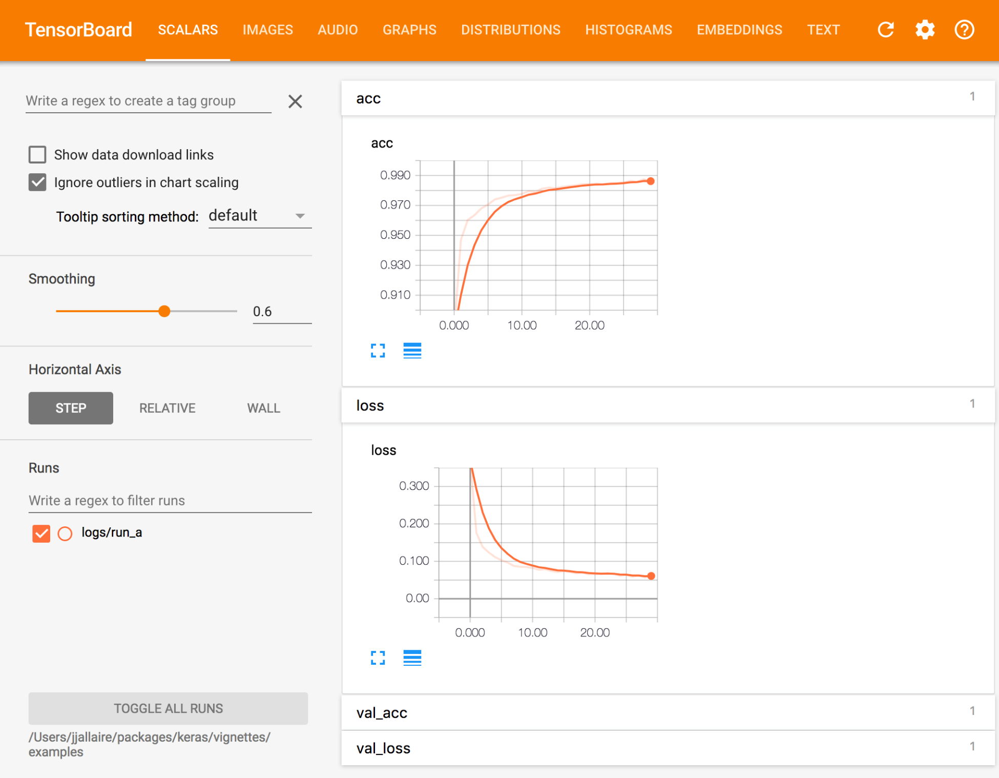 TensorBoard SCALARS IMAGES AUDIO GRAPHS DISTRIBUTIONS HISTOGRAMS EMBEDDINGS TEXT
Write a regex to create a tag group
Show data download links
Ignore outliers in chart scaling
Tooltip sorting method: default
Smoothing
0.6
Horizontal Axis
STEP RELATIVE WALL
Runs
Write a regex to filter runs
logs/run_a
TOGGLE ALL RUNS
/Users/jjallaire/packages/keras/vignettes/
examples
acc 1
acc
0.990
0.970
0.950
0.930
0.910
0.000 10.00 20.00
loss 1
loss
0.300
0.200
0.100
0.00
0.000 10.00 20.00
val_acc 1
val_loss 1